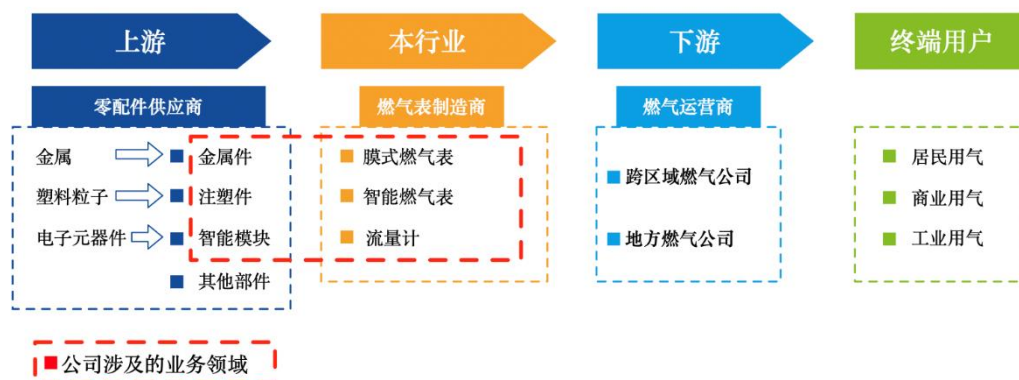 上游 本行业 下游 终端用户
零配件供应商 燃气表制造商 燃气运营商
金属 金属件 膜式燃气表 居民用气
跨区域燃气公司
塑料粒子 注塑件 智能燃气表 商业用气
电子元器件 智能模块 流量计 地方燃气公司 工业用气
其他部件
公司涉及的业务领域